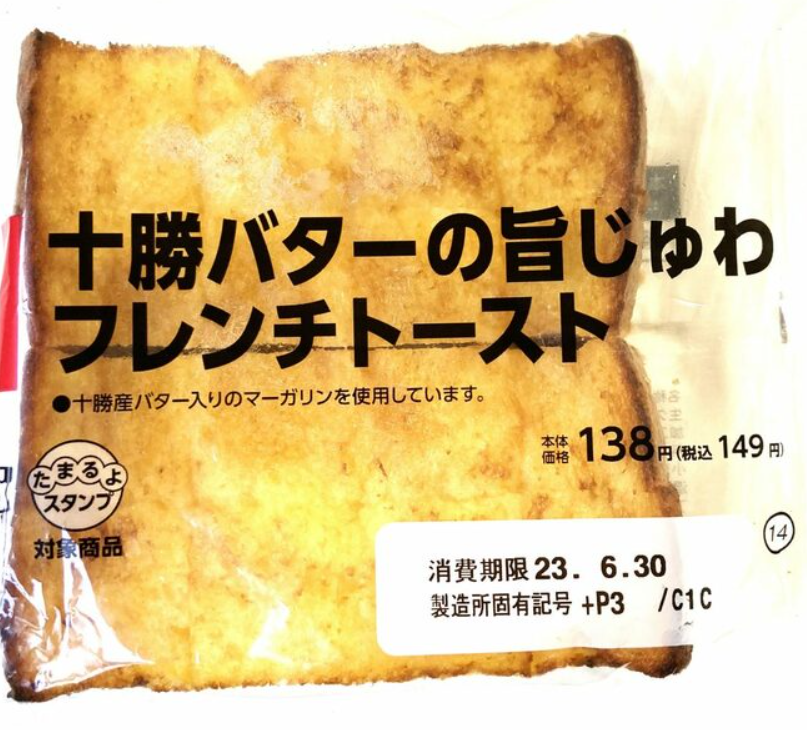 十勝バターの旨じゅわ
フレンチトースト
●十勝産バター入りのマーガリンを使用しています。
本体価格 138円(税込 149円)
たまるよ
スタンプ
対象商品
14
消費期限 23. 6.30
製造所固有記号 +P3 /C1C